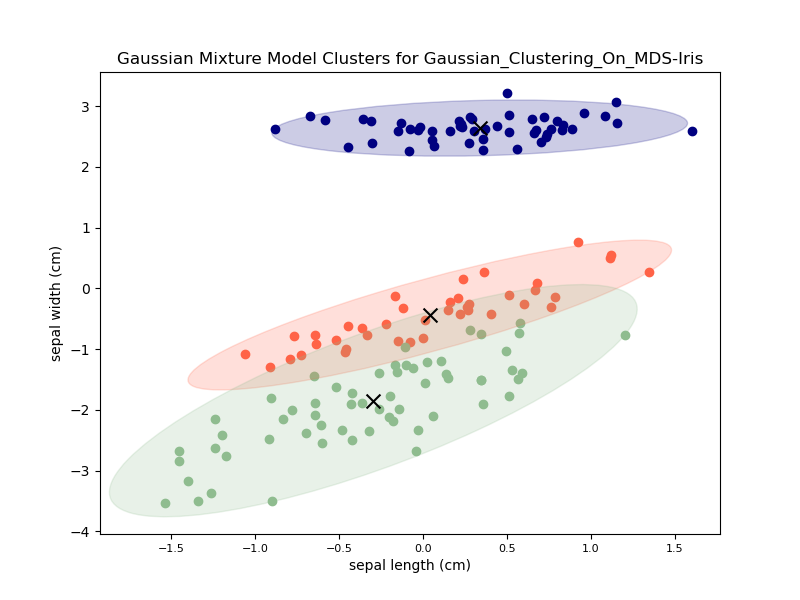 Gaussian Mixture Model Clusters for Gaussian_Clustering_On_MDS-Iris
3
2
1
0
−1
−2
−3
−4
sepal width (cm)
−1.5 −1.0 −0.5 0.0 0.5 1.0 1.5
sepal length (cm)